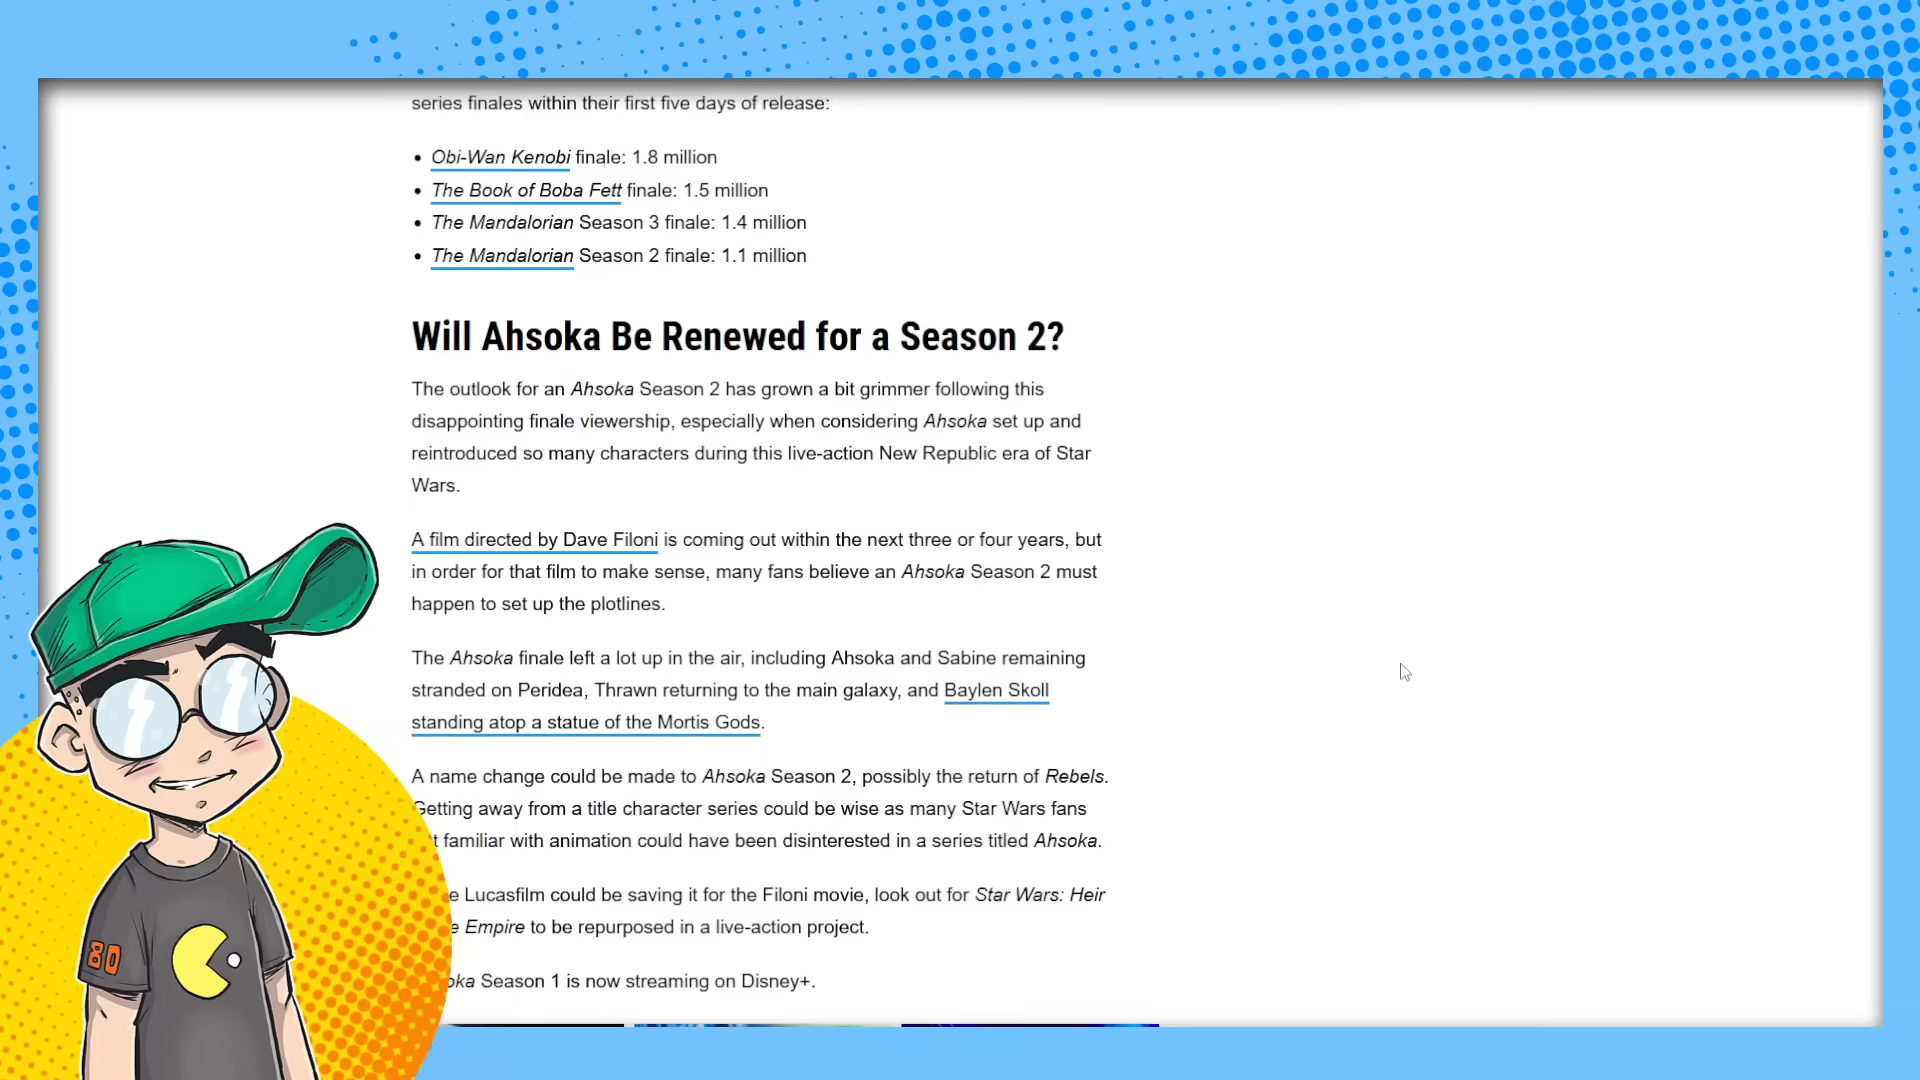 series finales within their first five days of release:
• Obi-Wan Kenobi finale: 1.8 million
• The Book of Boba Fett finale: 1.5 million
• The Mandalorian Season 3 finale: 1.4 million
• The Mandalorian Season 2 finale: 1.1 million
Will Ahsoka Be Renewed for a Season 2?
The outlook for an Ahsoka Season 2 has grown a bit grimmer following this
disappointing finale viewership, especially when considering Ahsoka set up and
reintroduced so many characters during this live-action New Republic era of Star
Wars.
A film directed by Dave Filoni is coming out within the next three or four years, but
in order for that film to make sense, many fans believe an Ahsoka Season 2 must
happen to set up the plotlines.
The Ahsoka finale left a lot up in the air, including Ahsoka and Sabine remaining
stranded on Peridea, Thrawn returning to the main galaxy, and Baylen Skoll
standing atop a statue of the Mortis Gods.
A name change could be made to Ahsoka Season 2, possibly the return of Rebels.
Getting away from a title character series could be wise as many Star Wars fans
familiar with animation could have been disinterested in a series titled Ahsoka.
Lucasfilm could be saving it for the Filoni movie, look out for Star Wars: Heir
Empire to be repurposed in a live-action project.
Season 1 is now streaming on Disney+.
80